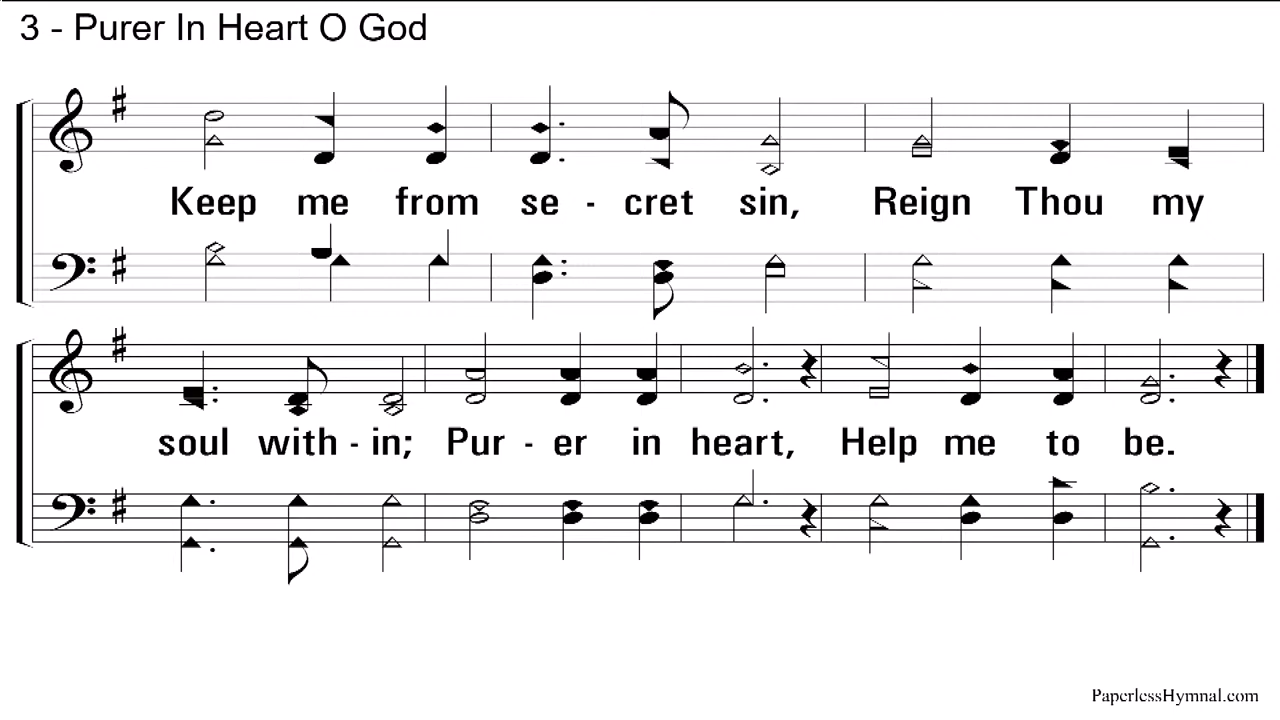 3 - Purer In Heart O God
Keep me from se - cret sin, Reign Thou my
soul with - in; Pur - er in heart, Help me to be.
PaperlessHymnal.com